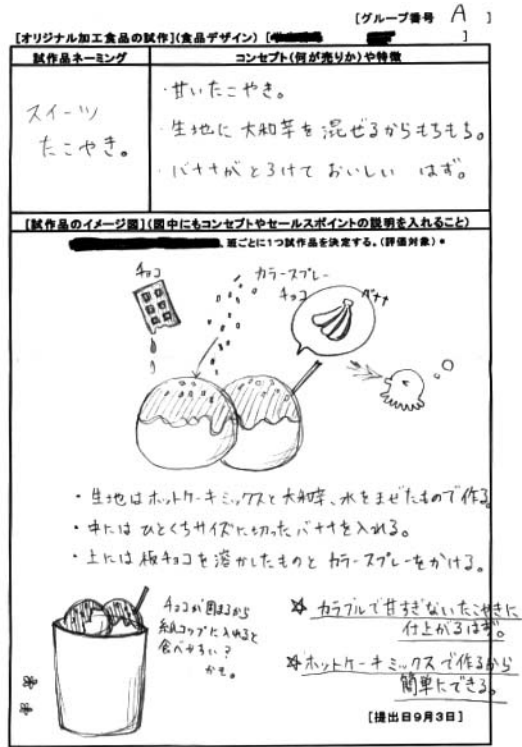 [グループ番号 A ]
[オリジナル加工食品の試作](食品デザイン) [ ]
試作品ネーミング
コンセプト(何が売りか)や特徴
スイーツ
たこやき。
・甘いたこやき。
・生地に大和芋を混ぜるからもちもち。
・バナナがとろけておいしい はず。
[試作品のイメージ図](図中にもコンセプトやセールスポイントの説明を入れること)
、班ごとに1つ試作品を決定する。(評価対象)
チョコ
カラースプレー
チョコ
バナナ
・生地はホットケーキミックスと大和芋、水をまぜたもので作る。
・中にはひとくちサイズに切ったバナナを入れる。
・上には板チョコを溶かしたものとカラースプレーをかける。
チョコが固まるから
紙コップに入れると
食べやすい?
かも。
☆カラフルで甘すぎないたこやきに
仕上がるはず。
☆ホットケーキミックスで作るから
簡単にできる。
[提出日9月3日]